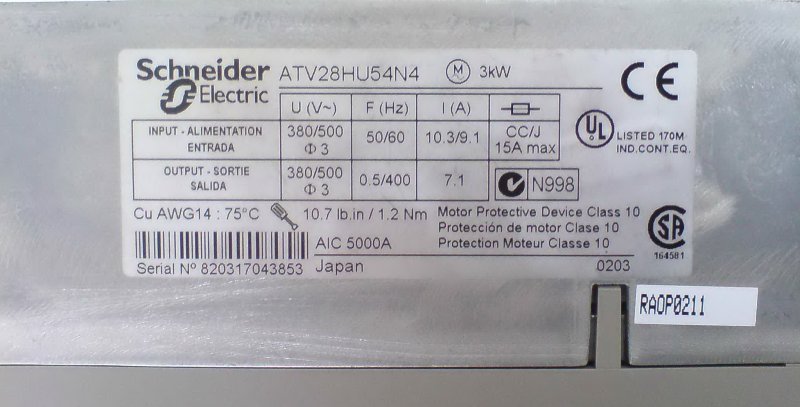 Schneider Electric ATV28HU54N4 M 3kW
CE
U (V~) F (Hz) I (A)
INPUT - ALIMENTATION ENTRADA 380/500 Φ 3 50/60 10.3/9.1 CC/J 15A max
UL LISTED 170M
IND.CONT.EQ.
OUTPUT - SORTIE SALIDA 380/500 Φ 3 0.5/400 7.1 N998
Cu AWG14 : 75°C 10.7 lb.in / 1.2 Nm Motor Protective Device Class 10
Protección de motor Clase 10
AIC 5000A Protection Moteur Classe 10
SA 164581
Serial Nº 820317043853 Japan 0203
RAOP0211